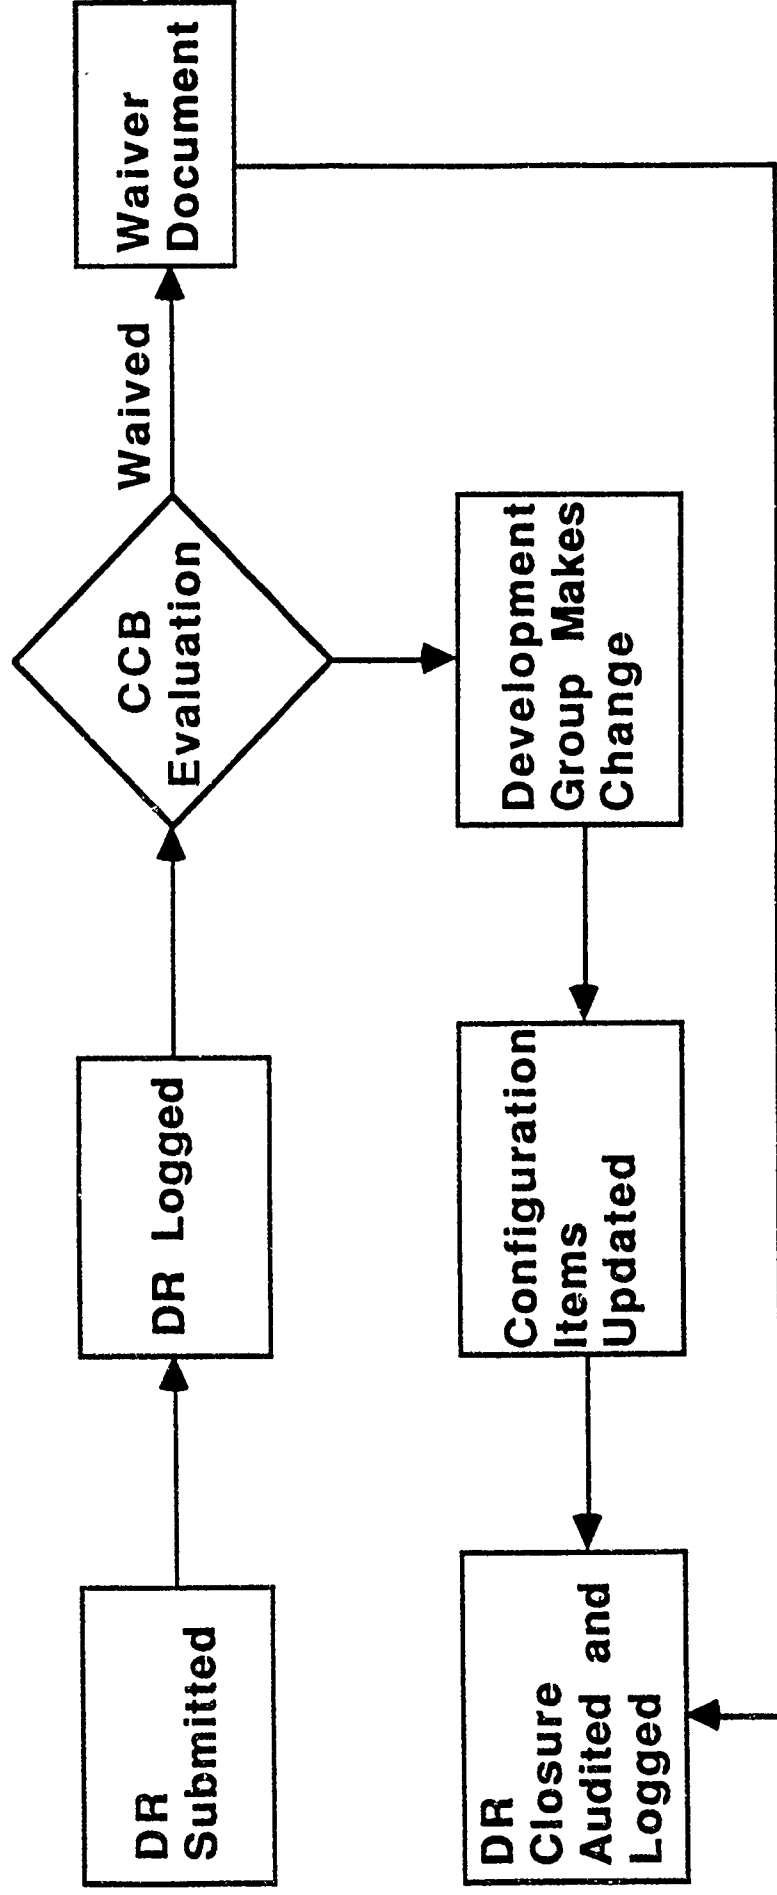 DR
Submitted
DR Logged
CCB
Evaluation
Waived
Waiver
Document
Development
Group Makes
Change
Configuration
Items
Updated
DR
Closure
Audited and
Logged